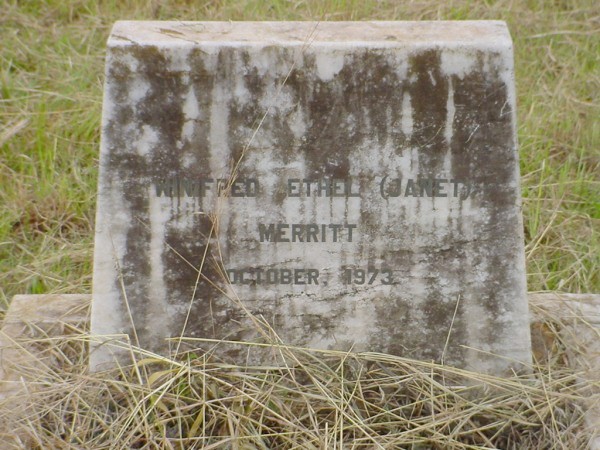 WINIFRED ETHEL (JANET)
MERRITT
OCTOBER, 1973